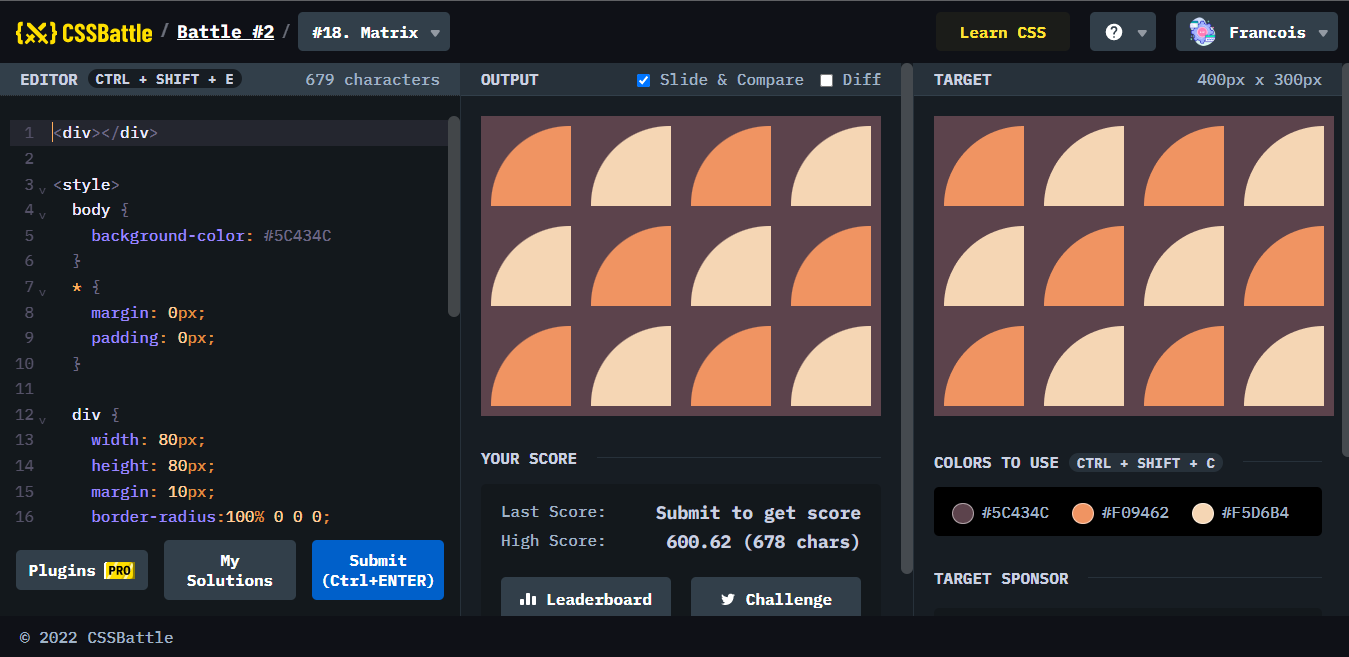 {X} CSSBattle / Battle #2 / #18. Matrix Learn CSS ? Francois
EDITOR CTRL + SHIFT + E 679 characters OUTPUT Slide & Compare Diff TARGET 400px x 300px
1 <div></div>
2
3 <style>
4 body {
5 background-color: #5C434C
6 }
7 * {
8 margin: 0px;
9 padding: 0px;
10 }
11
12 div {
13 width: 80px;
14 height: 80px;
15 margin: 10px;
16 border-radius:100% 0 0 0;
Plugins PRO
My
Solutions
Submit
(Ctrl+ENTER)
YOUR SCORE
Last Score: Submit to get score
High Score: 600.62 (678 chars)
Leaderboard Challenge
COLORS TO USE CTRL + SHIFT + C
#5C434C #F09462 #F5D6B4
TARGET SPONSOR
© 2022 CSSBattle